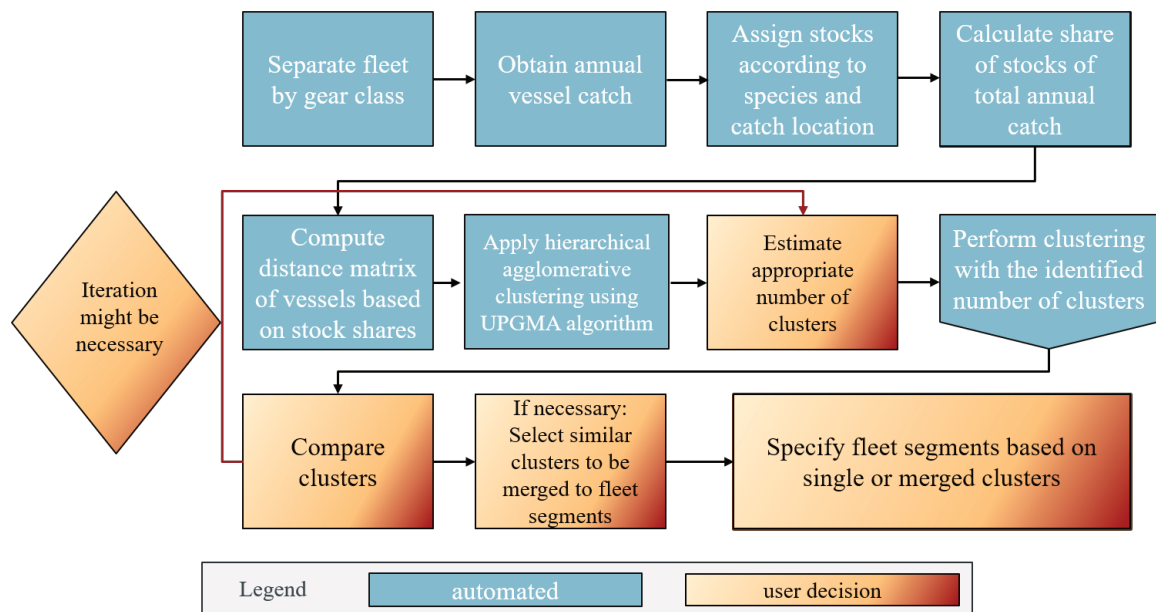 Separate fleet
by gear class
Obtain annual
vessel catch
Assign stocks
according to
species and
catch location
Calculate share
of stocks of
total annual
catch
Iteration
might be
necessary
Compute
distance matrix
of vessels based
on stock shares
Apply hierarchical
agglomerative
clustering using
UPGMA algorithm
Estimate
appropriate
number of
clusters
Perform clustering
with the identified
number of clusters
Compare
clusters
If necessary:
Select similar
clusters to be
merged to fleet
segments
Specify fleet segments based on
single or merged clusters
Legend
automated
user decision